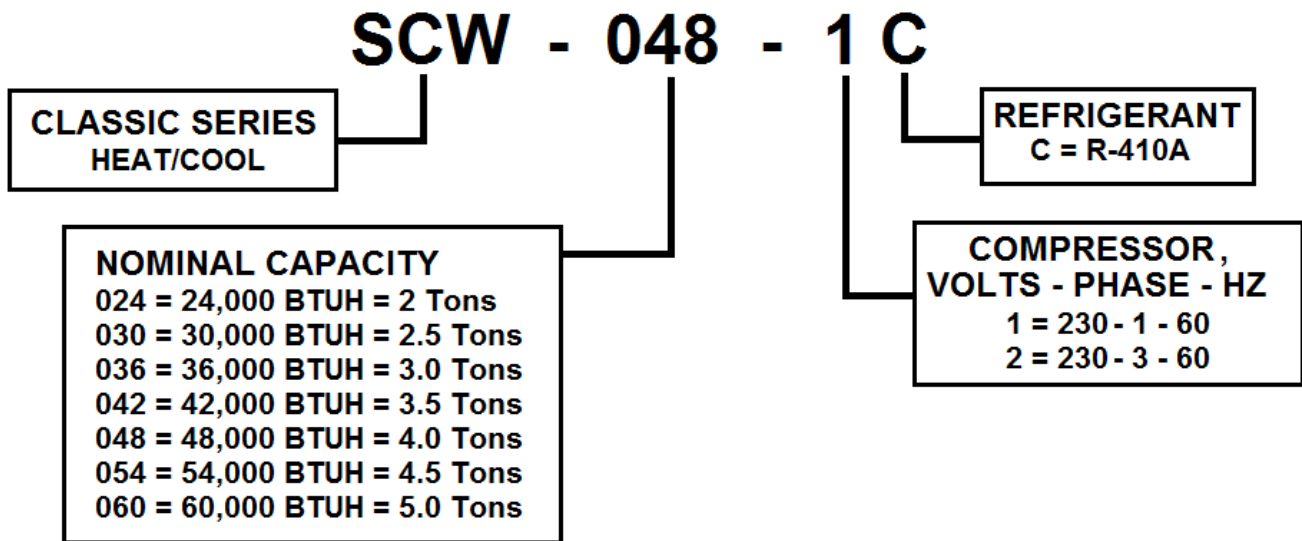 SCW - 048 - 1 C
CLASSIC SERIES
HEAT/COOL
REFRIGERANT
C = R-410A
NOMINAL CAPACITY
024 = 24,000 BTUH = 2 Tons
030 = 30,000 BTUH = 2.5 Tons
036 = 36,000 BTUH = 3.0 Tons
042 = 42,000 BTUH = 3.5 Tons
048 = 48,000 BTUH = 4.0 Tons
054 = 54,000 BTUH = 4.5 Tons
060 = 60,000 BTUH = 5.0 Tons
COMPRESSOR,
VOLTS - PHASE - HZ
1 = 230 - 1 - 60
2 = 230 - 3 - 60